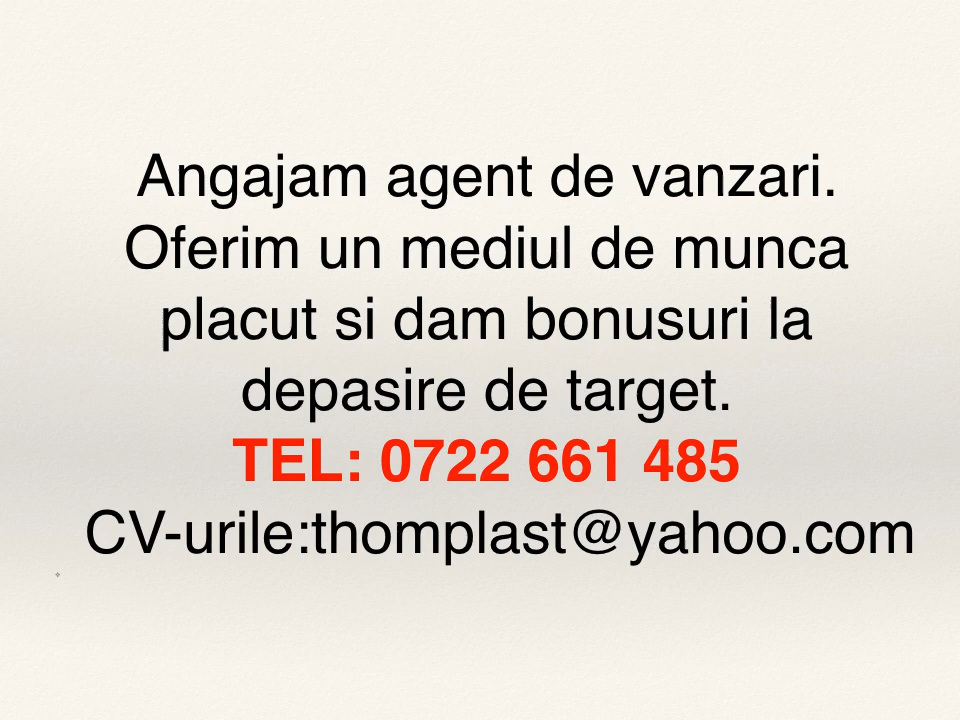 Angajam agent de vanzari.
Oferim un mediul de munca
placut si dam bonusuri la
depasire de target.
TEL: 0722 661 485
CV-urile:thomplast@yahoo.com